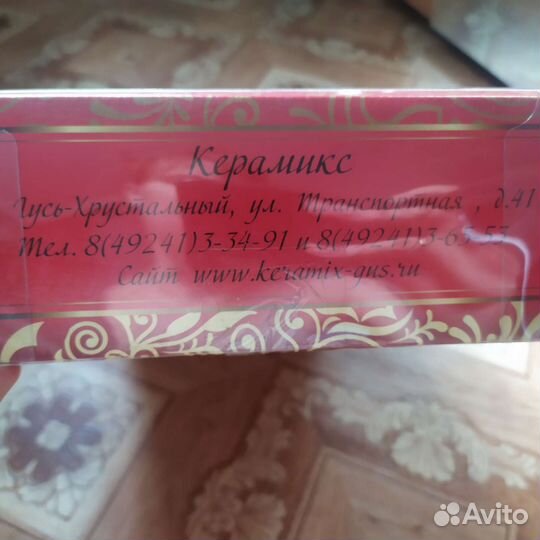 Керамикс
Гусь-Хрустальный, ул. Транспортная , д.41
Тел. 8(49241)3-34-91 и 8(49241)3-65-53
Сайт www.keramix-gus.ru
Avito